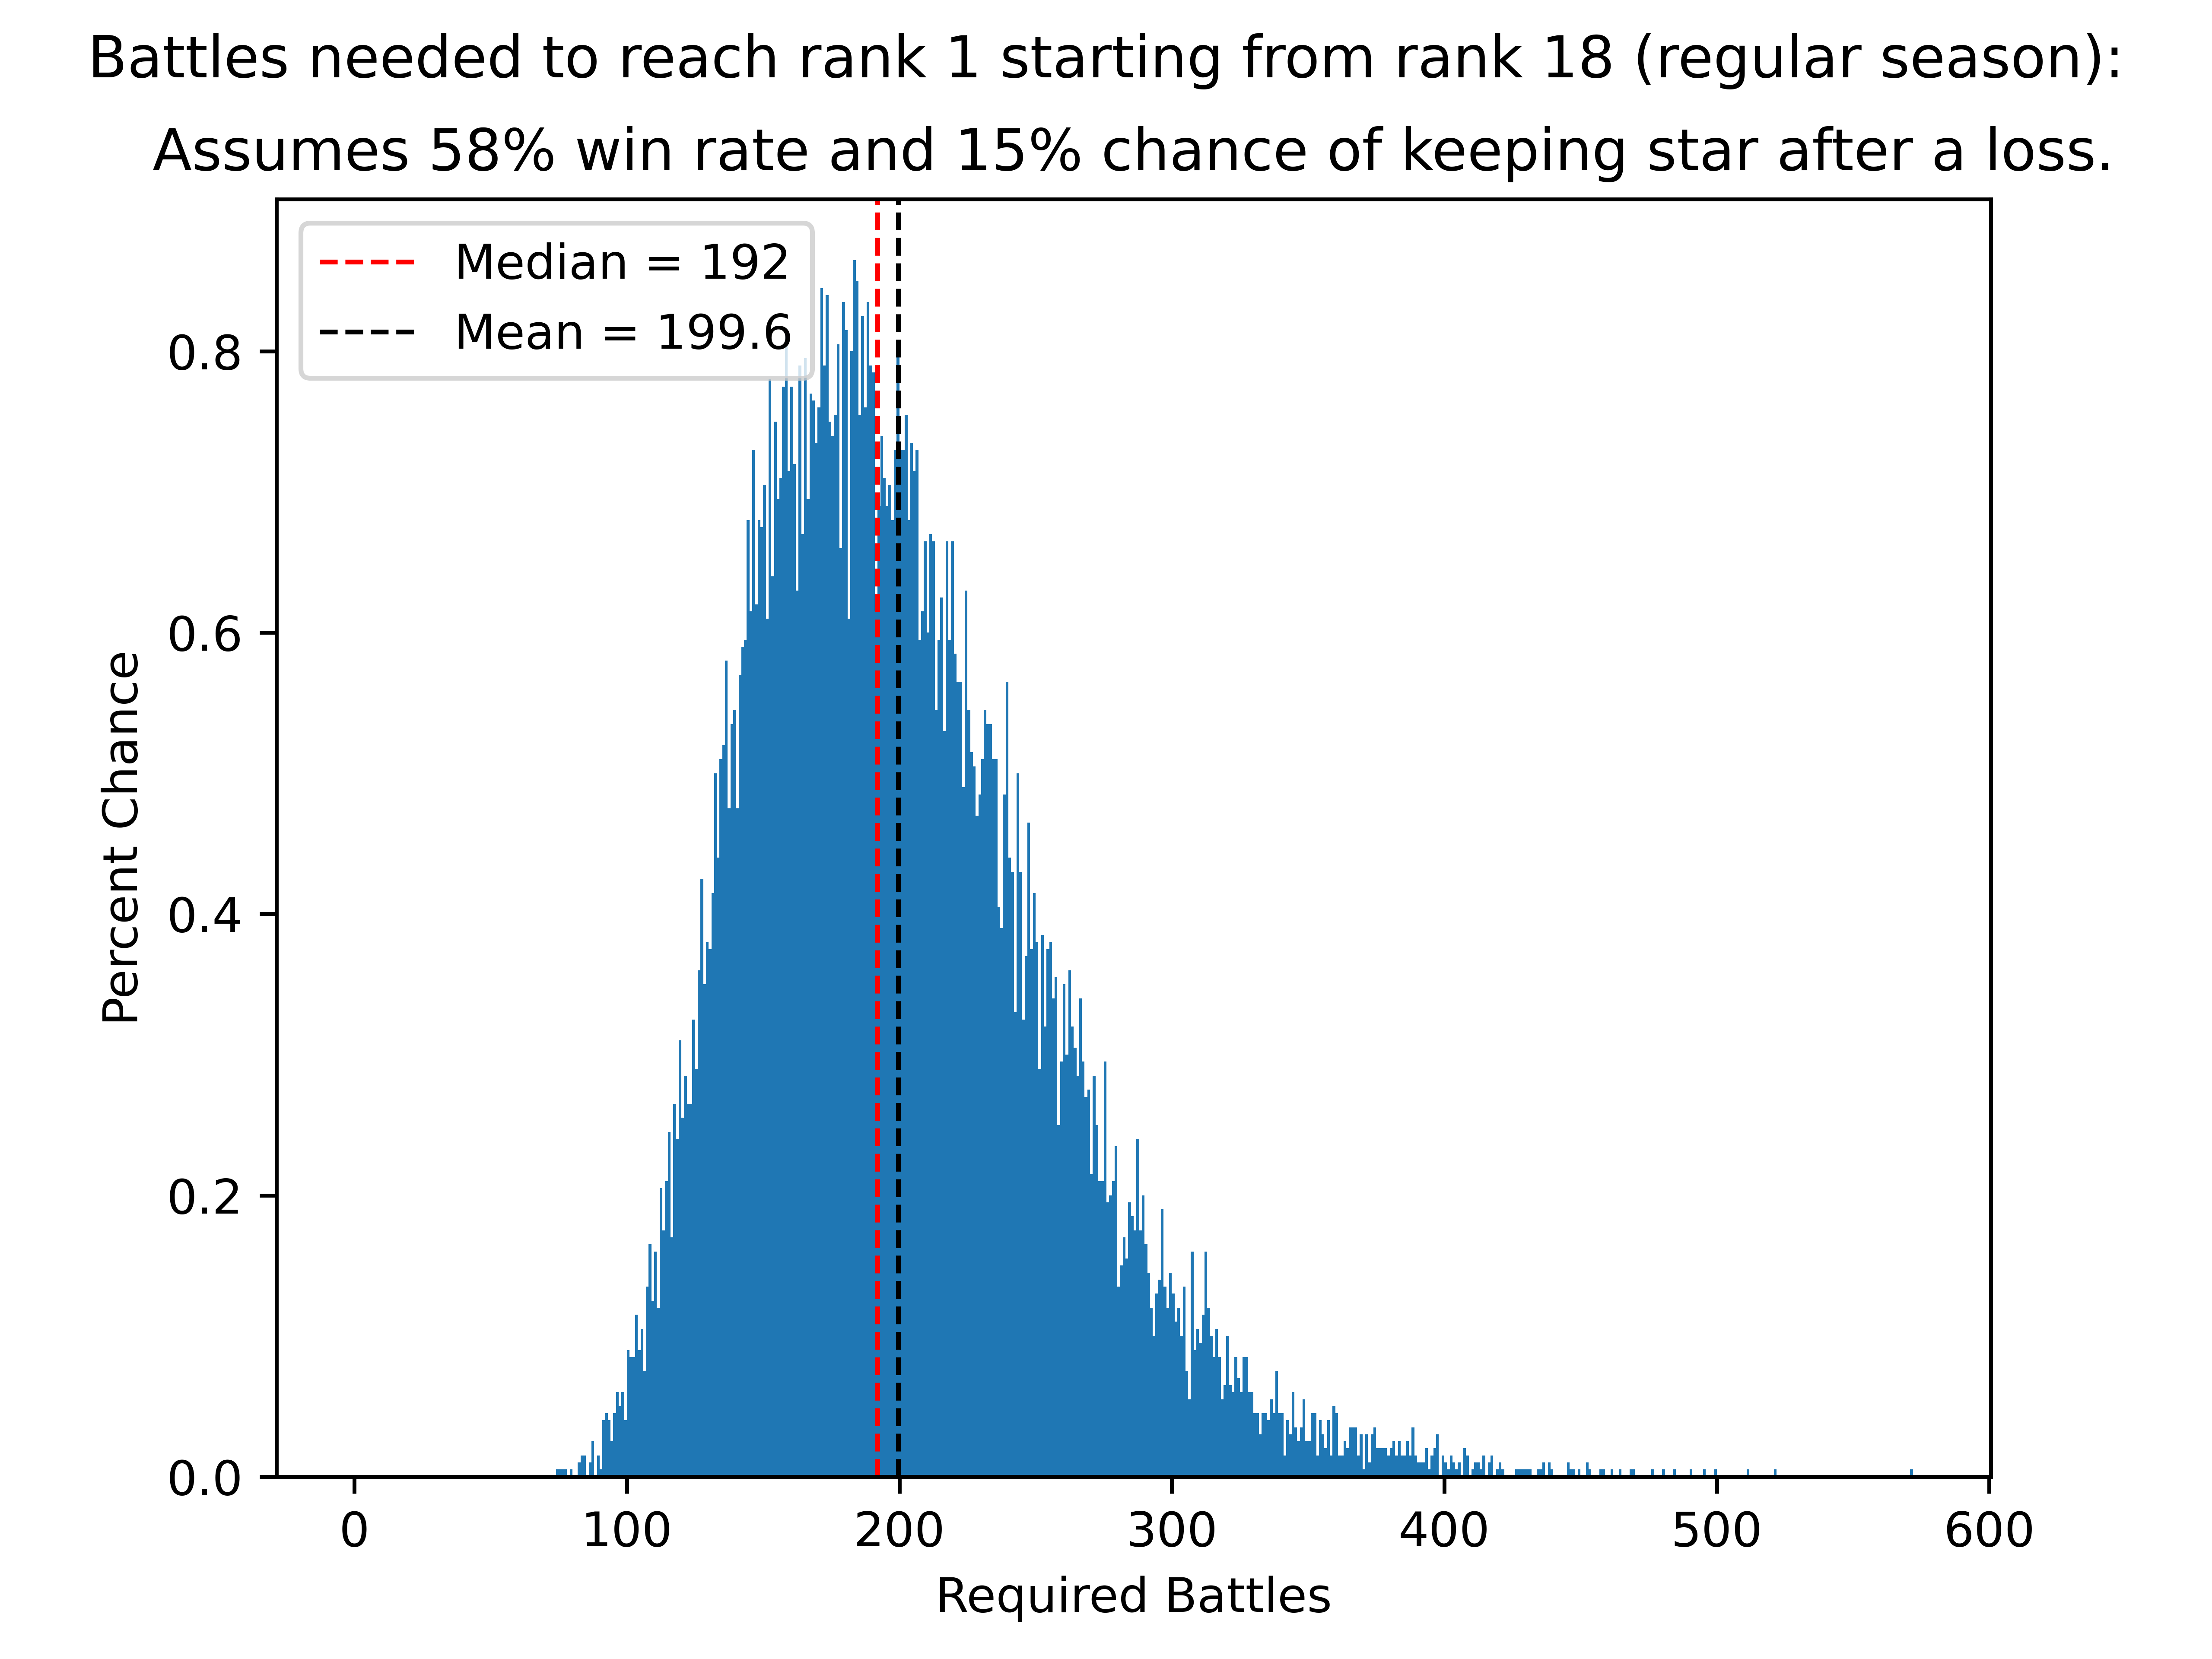 Battles needed to reach rank 1 starting from rank 18 (regular season):
Assumes 58% win rate and 15% chance of keeping star after a loss.
Median = 192
Mean = 199.6
0.8
0.6
0.4
0.2
0.0
Percent Chance
0 100 200 300 400 500 600
Required Battles